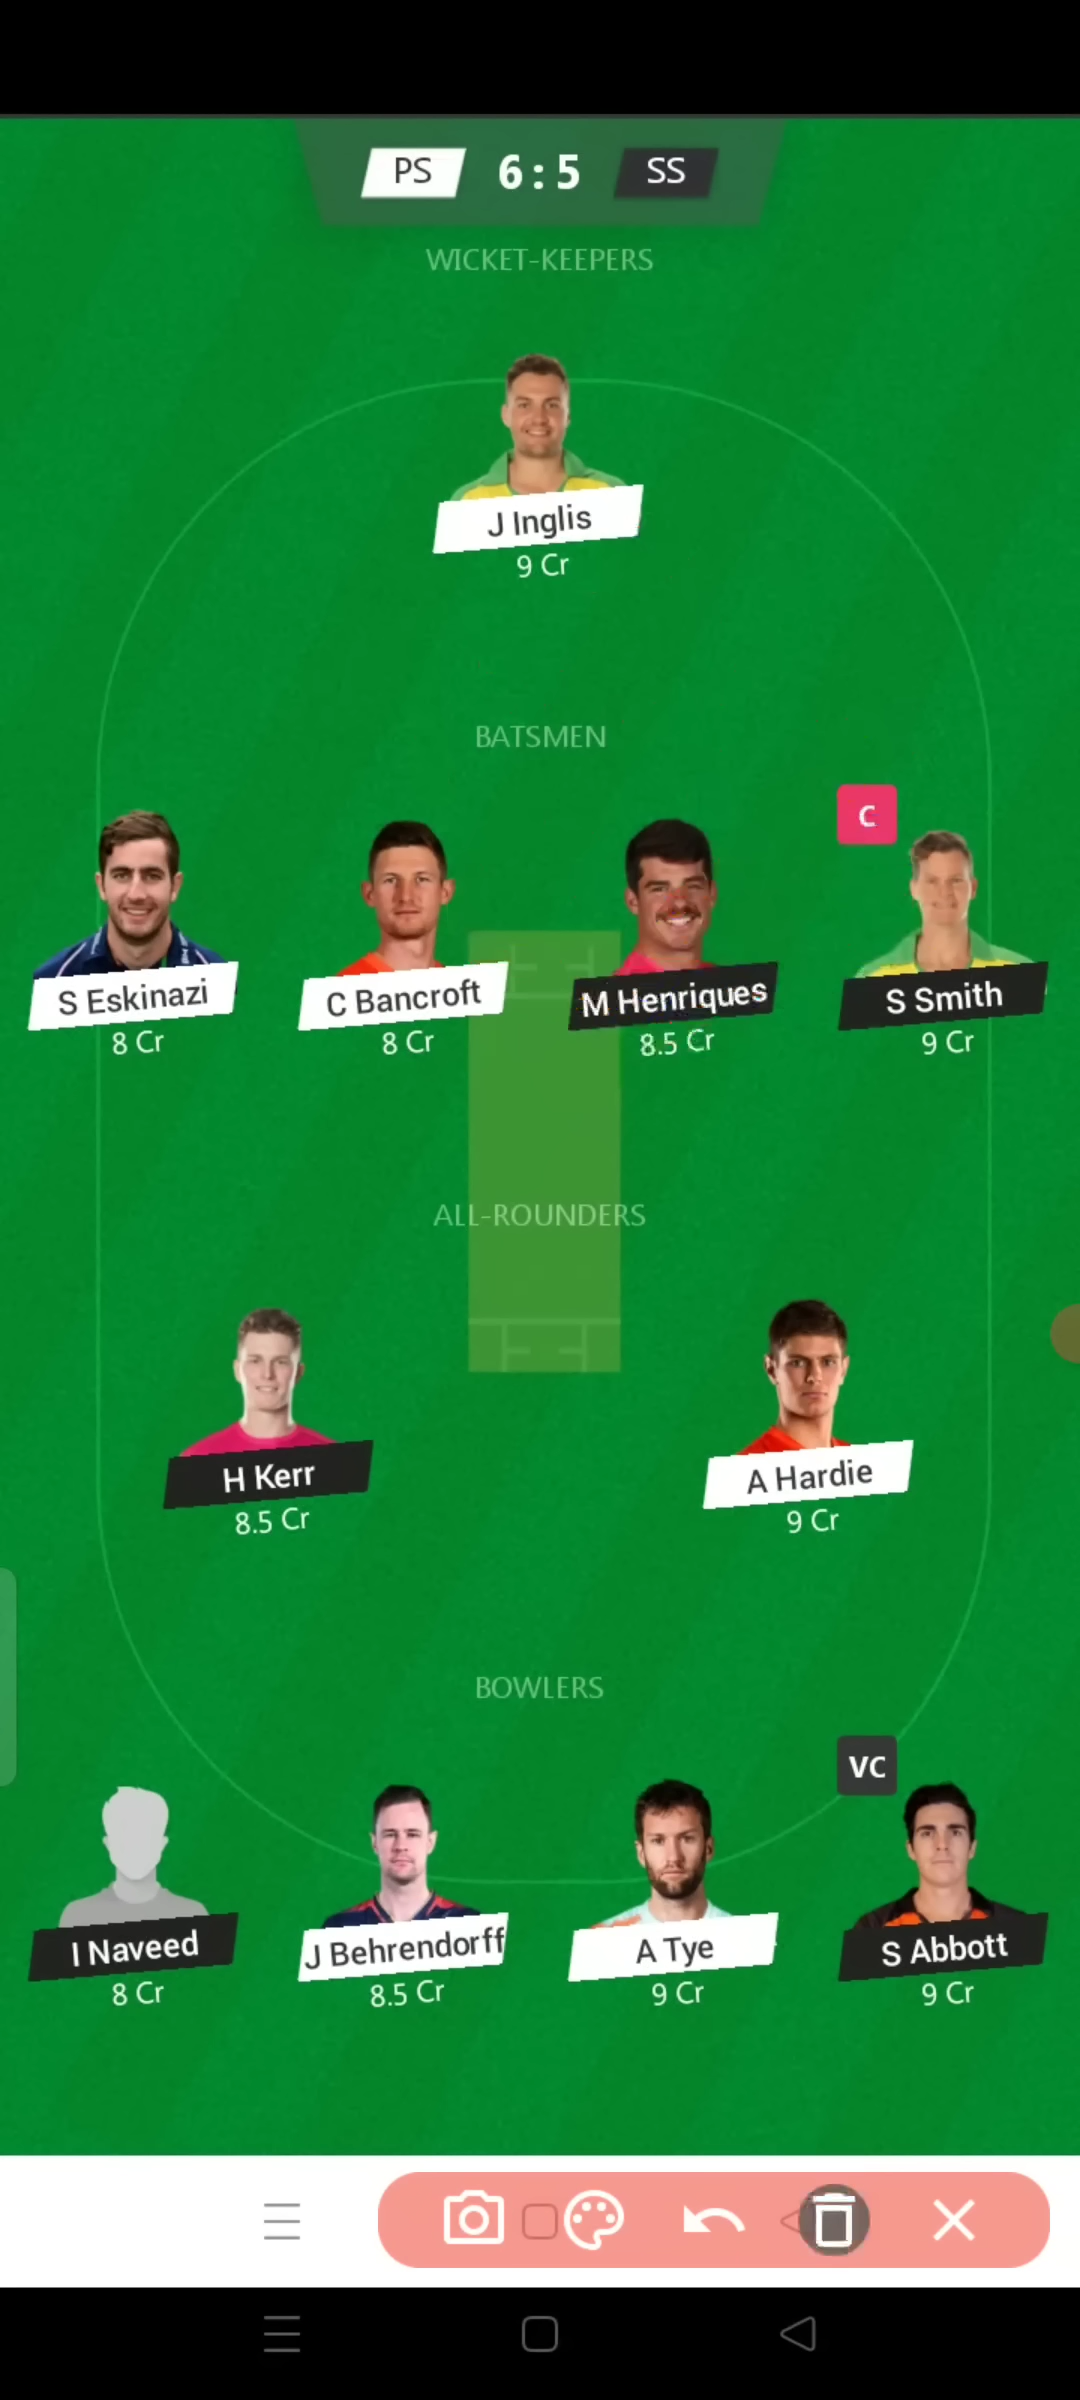 PS 6:5 SS
WICKET-KEEPERS
J Inglis
9 Cr
BATSMEN
C
S Eskinazi C Bancroft M Henriques S Smith
8 Cr 8 Cr 8.5 Cr 9 Cr
ALL-ROUNDERS
H Kerr A Hardie
8.5 Cr 9 Cr
BOWLERS
VC
I Naveed J Behrendorff A Tye S Abbott
8 Cr 8.5 Cr 9 Cr 9 Cr